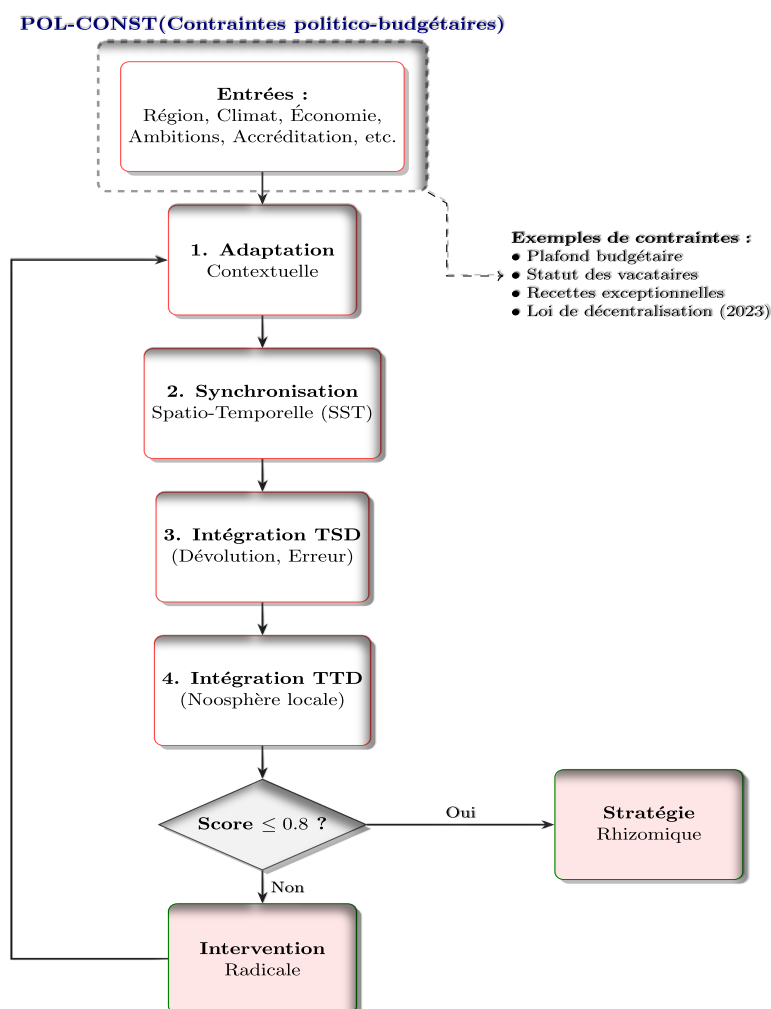 POL-CONST(Contraintes politico-budgétaires)
Entrées :
Région, Climat, Économie,
Ambitions, Accréditation, etc.
Exemples de contraintes :
● Plafond budgétaire
● Statut des vacataires
● Recettes exceptionnelles
● Loi de décentralisation (2023)
1. Adaptation
Contextuelle
2. Synchronisation
Spatio-Temporelle (SST)
3. Intégration TSD
(Dévolution, Erreur)
4. Intégration TTD
(Noosphère locale)
Score ≤ 0.8 ?
Oui
Stratégie
Rhizomique
Non
Intervention
Radicale